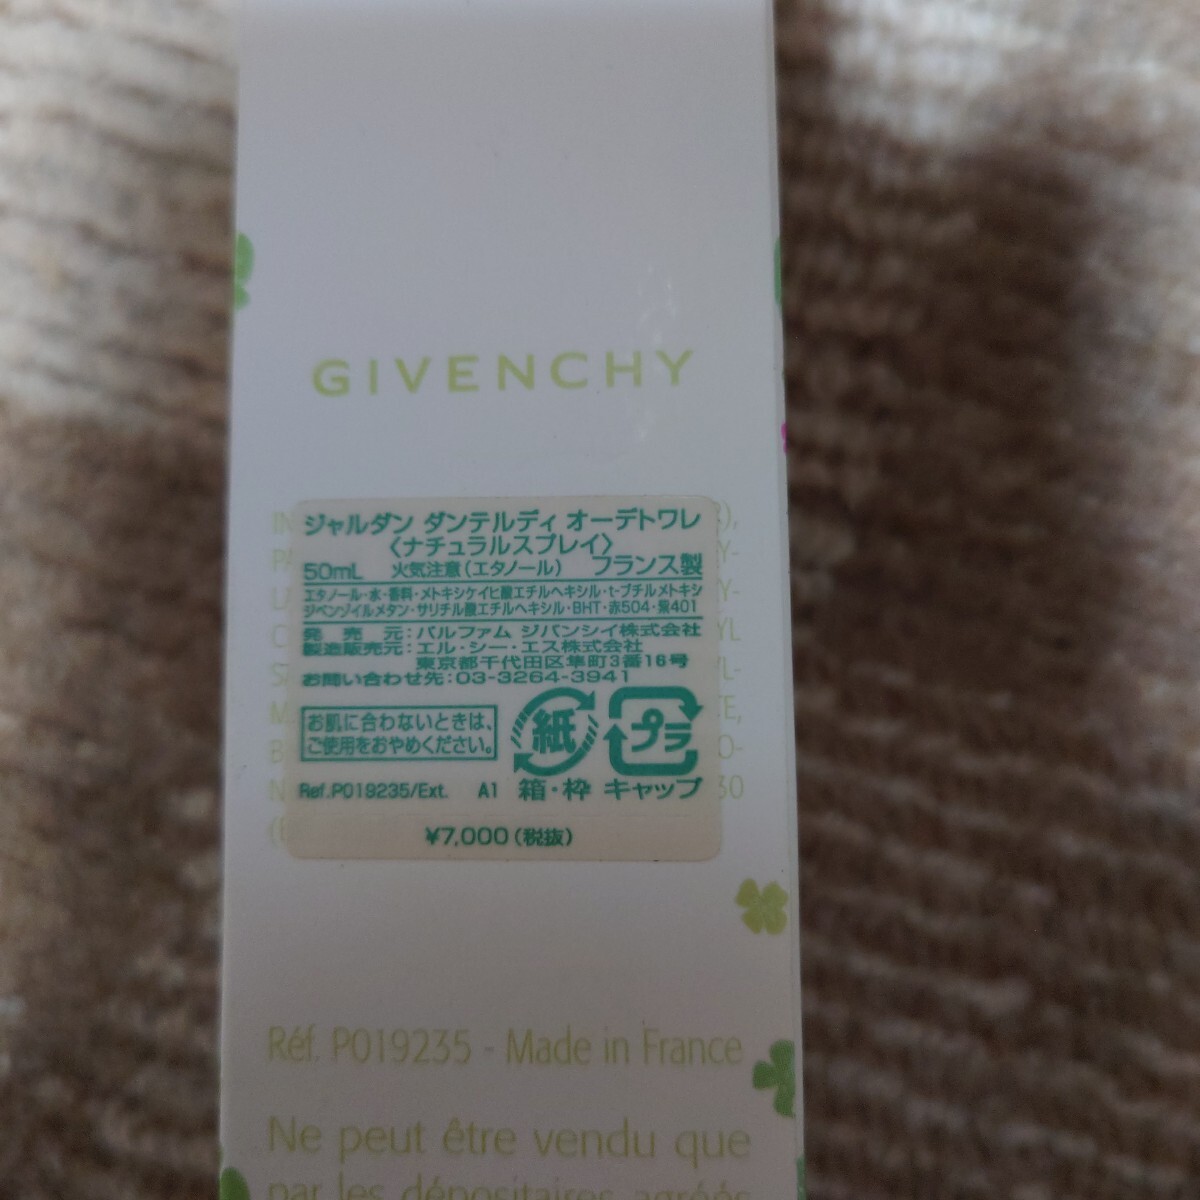 GIVENCHY
ジャルダン ダンテルディ オーデトワレ
〈ナチュラルスプレイ〉
50mL 火気注意(エタノール) フランス製
エタノール・水・香料・メトキシケイヒ酸エチルヘキシル・t-ブチルメトキシ
ジベンゾイルメタン・サリチル酸エチルヘキシル・BHT・赤504・紫401
発売元:パルファム ジバンシイ株式会社
製造販売元:エル・シー・エス株式会社
東京都千代田区隼町3番16号
お問い合わせ先:03-3264-3941
お肌に合わないときは、
ご使用をおやめください。
紙
プラ
箱・枠 キャップ
Ref.P019235/Ext. A1
¥7,000(税抜)
Réf. P019235 - Made in France
Ne peut être vendu que
par les dépositaires agréés